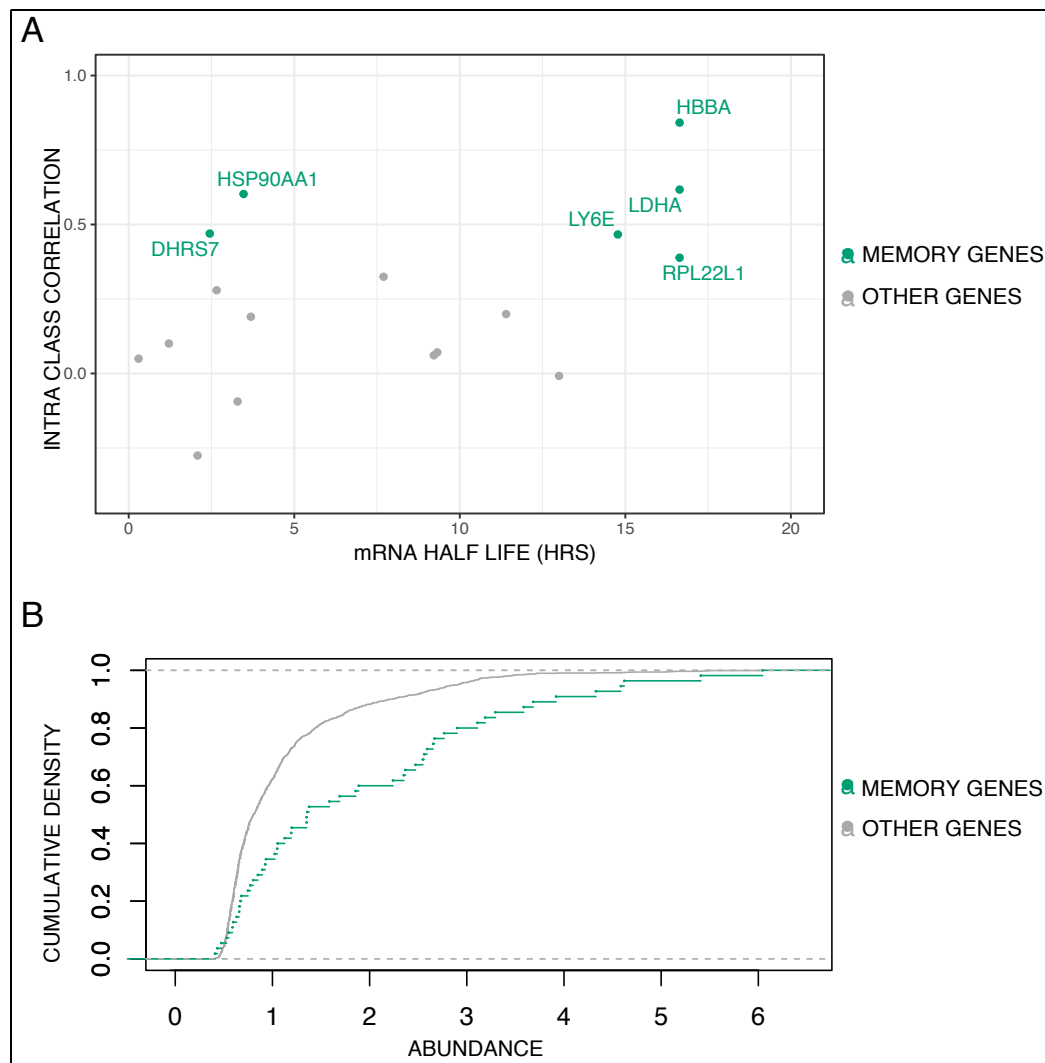 A
INTRA CLASS CORRELATION
1.0
0.5
0.0
HBBA
HSP90AA1
LDHA
LY6E
DHRS7
RPL22L1
a MEMORY GENES
a OTHER GENES
0 5 10 15 20
mRNA HALF LIFE (HRS)
B
CUMULATIVE DENSITY
1.0
0.8
0.6
0.4
0.2
0.0
a MEMORY GENES
a OTHER GENES
0 1 2 3 4 5 6
ABUNDANCE